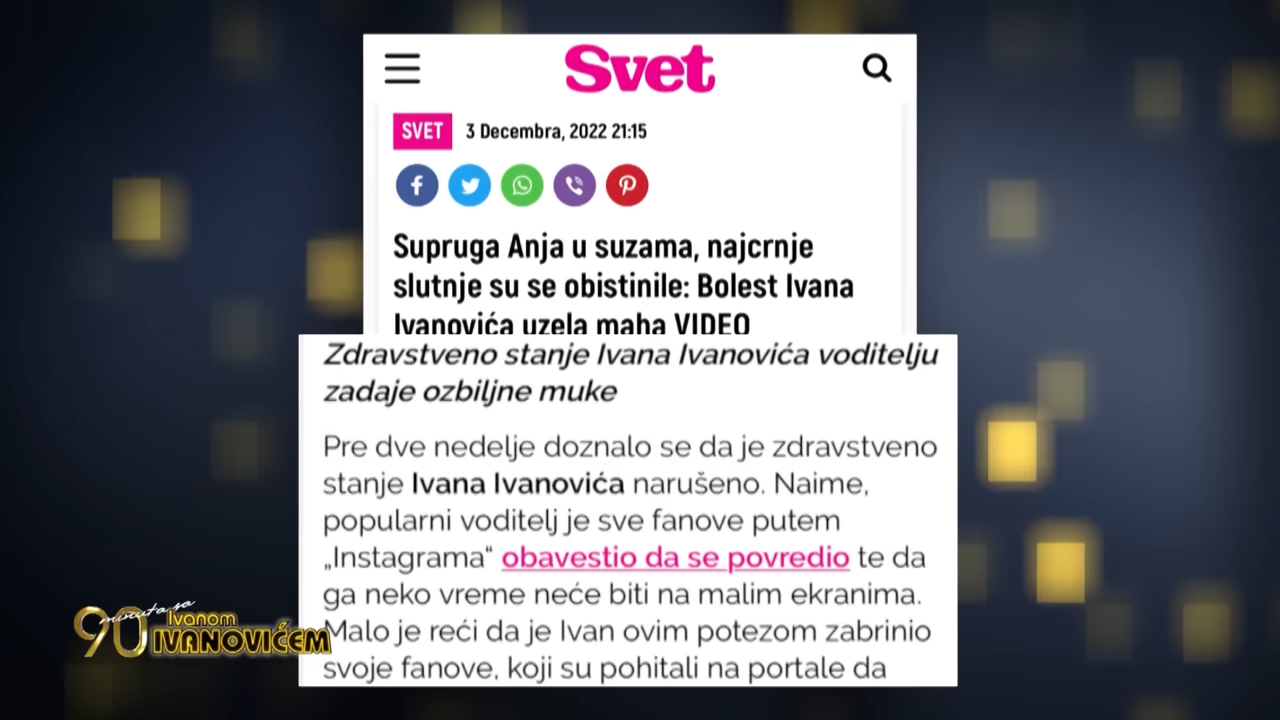 Svet
SVET 3 Decembra, 2022 21:15
Supruga Anja u suzama, najcrnje
slutnje su se obistinile: Bolest Ivana
Ivanovića uzela maha VIDEO
Zdravstveno stanje Ivana Ivanovića voditelju
zadaje ozbiljne muke
Pre dve nedelje doznalo se da je zdravstveno
stanje Ivana Ivanovića narušeno. Naime,
popularni voditelj je sve fanove putem
„Instagrama“ obavestio da se povredio te da
ga neko vreme neće biti na malim ekranima.
Malo je reći da je Ivan ovim potezom zabrinio
svoje fanove, koji su pohitali na portale da
90 minuta sa
Ivanom
IVANOVIĆEM